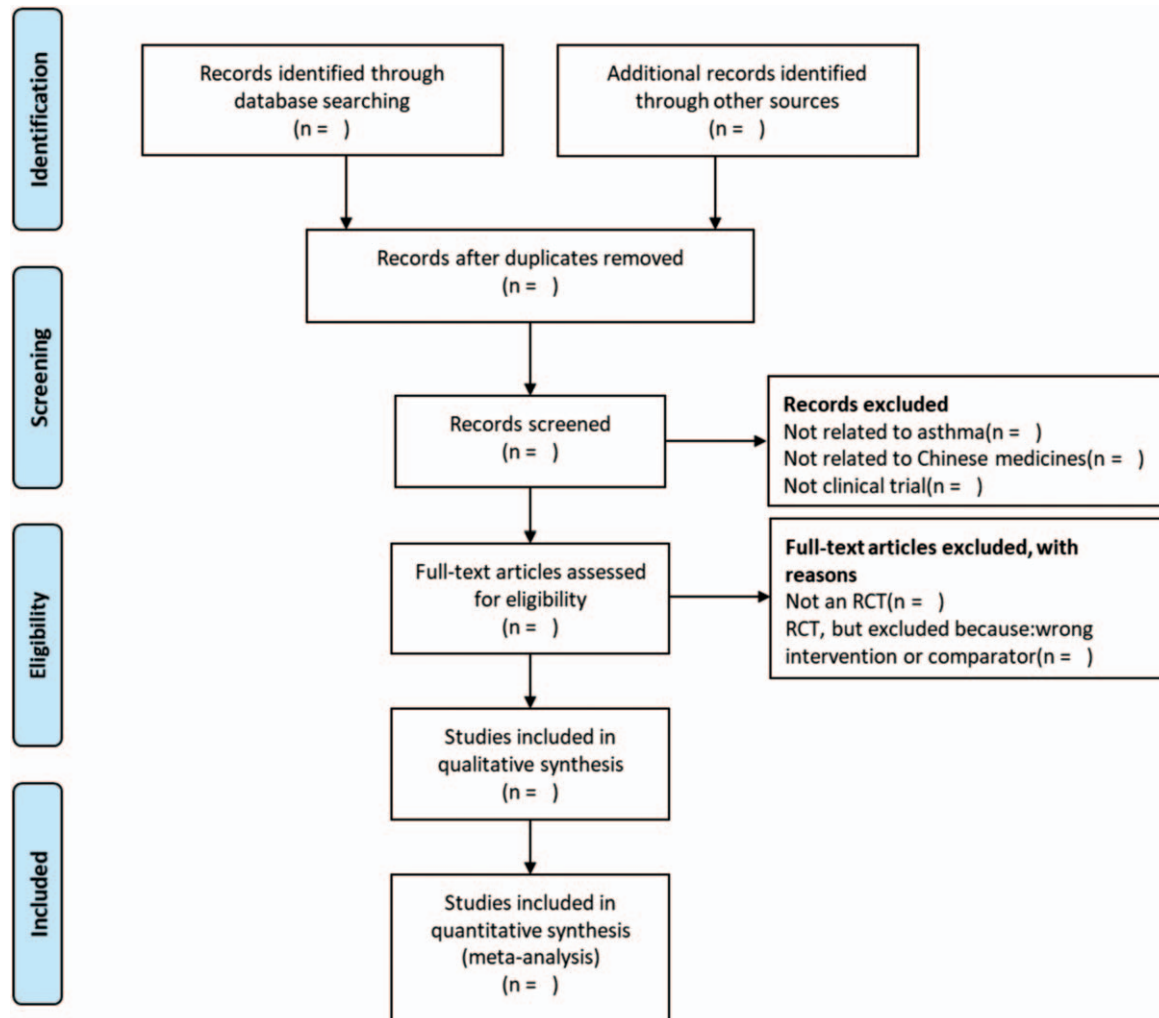 Identification
Records identified through
database searching
(n =   )
Additional records identified
through other sources
(n =   )
Records after duplicates removed
(n =   )
Screening
Records screened
(n =   )
Records excluded
Not related to asthma(n =   )
Not related to Chinese medicines(n =   )
Not clinical trial(n =   )
Eligibility
Full-text articles assessed
for eligibility
(n =   )
Full-text articles excluded, with
reasons
Not an RCT(n =   )
RCT, but excluded because:wrong
intervention or comparator(n =   )
Studies included in
qualitative synthesis
(n =   )
Included
Studies included in
quantitative synthesis
(meta-analysis)
(n =   )